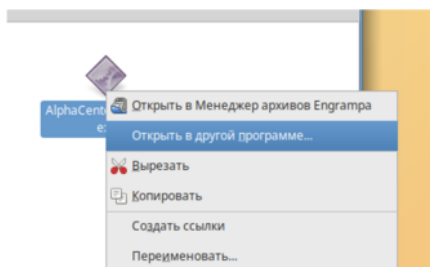 AlphaCent
Открыть в Менеджер архивов Engrampa
Открыть в другой программе...
Вырезать
Копировать
Создать ссылки
Переименовать...